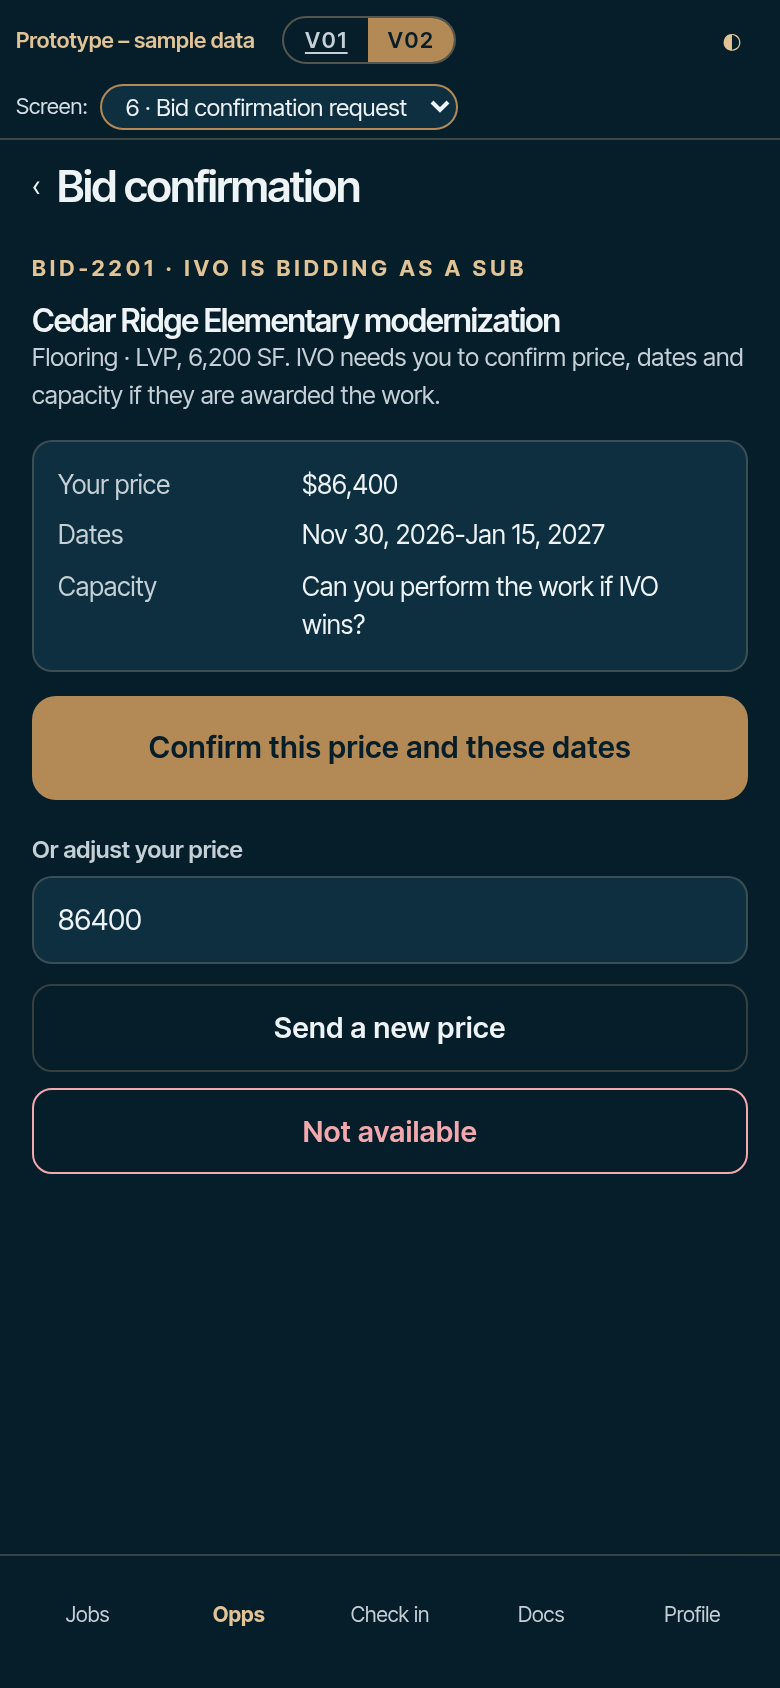 Prototype – sample data
V01
V02
Screen:
6 · Bid confirmation request
‹ Bid confirmation
BID-2201 · IVO IS BIDDING AS A SUB
Cedar Ridge Elementary modernization
Flooring · LVP, 6,200 SF. IVO needs you to confirm price, dates and
capacity if they are awarded the work.
Your price
$86,400
Dates
Nov 30, 2026-Jan 15, 2027
Capacity
Can you perform the work if IVO
wins?
Confirm this price and these dates
Or adjust your price
86400
Send a new price
Not available
Jobs
Opps
Check in
Docs
Profile